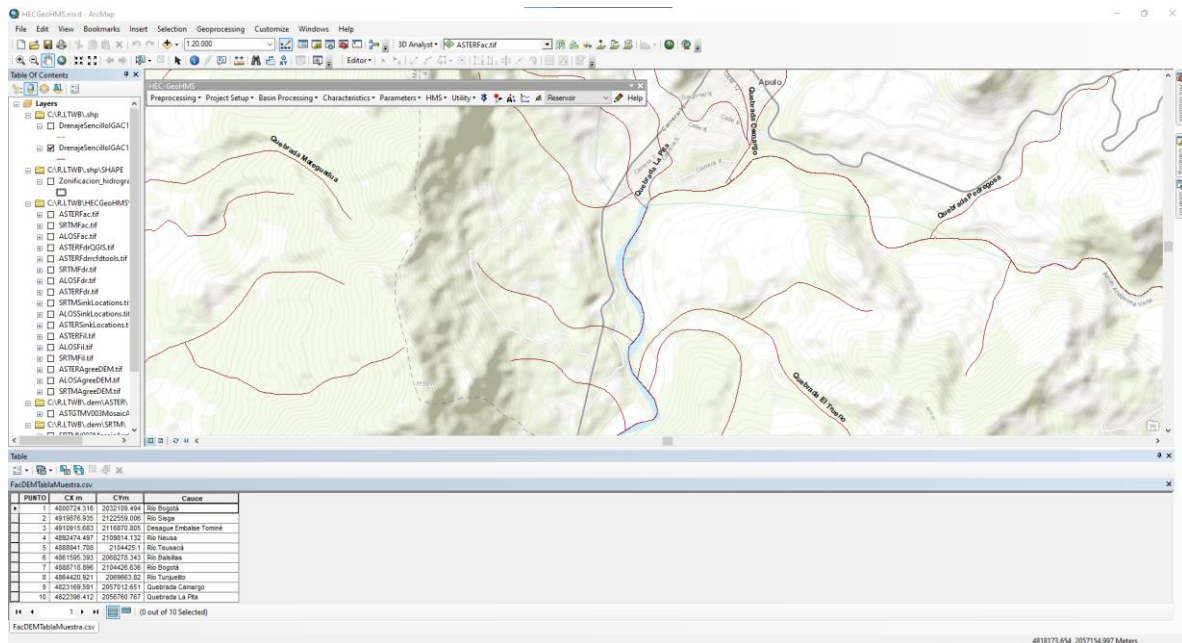 HECGeoHMS.mxd - ArcMap
File Edit View Bookmarks Insert Selection Geoprocessing Customize Windows Help
1:20.000 3D Analyst ASTERFac.tif
Editor
Table Of Contents
HEC-GeoHMS
Preprocessing Project Setup Basin Processing Characteristics Parameters HMS Utility Reservoir Help
Layers
C:\R.LTWB\.shp
DrenajeSencilloIGAC1
DrenajeSencilloIGAC1
C:\R.LTWB\.shp\SHAPE
Zonificacion_hidrogra
C:\R.LTWB\HECGeoHMS\
ASTERFac.tif
SRTMFac.tif
ALOSFac.tif
ASTERFdrQGIS.tif
ASTERFdrrcfdtools.tif
SRTMFdr.tif
ALOSFdr.tif
ASTERFdr.tif
SRTMSinkLocations.ti
ALOSSinkLocations.tif
ASTERSinkLocations.t
ASTERFil.tif
ALOSFil.tif
SRTMFil.tif
ASTERAgreeDEM.tif
ALOSAgreeDEM.tif
SRTMAgreeDEM.tif
C:\R.LTWB\.dem\ASTER\
ASTGTMV003MosaicA
C:\R.LTWB\.dem\SRTM\
Apulo
Quebrada Mateguadua
Quebrada La Pita
Quebrada Camargo
Quebrada Pedregosa
Quebrada El Trueno
Calle 8
Table
FacDEMTablaMuestra.csv
PUNTO CX m CYm Cauce
1 4800724.316 2032109.494 Río Bogotá
2 4919876.935 2122559.006 Río Sisga
3 4910915.683 2116870.805 Desague Embalse Tominé
4 4892474.497 2109814.132 Río Neusa
5 4888941.708 2104425.1 Río Teusacá
6 4861595.393 2068278.343 Río Balsillas
7 4888718.896 2104426.636 Río Bogotá
8 4864420.921 2069663.82 Río Tunjuelito
9 4823169.591 2057012.651 Quebrada Camargo
10 4822396.412 2056760.767 Quebrada La Pita
1 (0 out of 10 Selected)
FacDEMTablaMuestra.csv
4818173,654 2057154,997 Meters